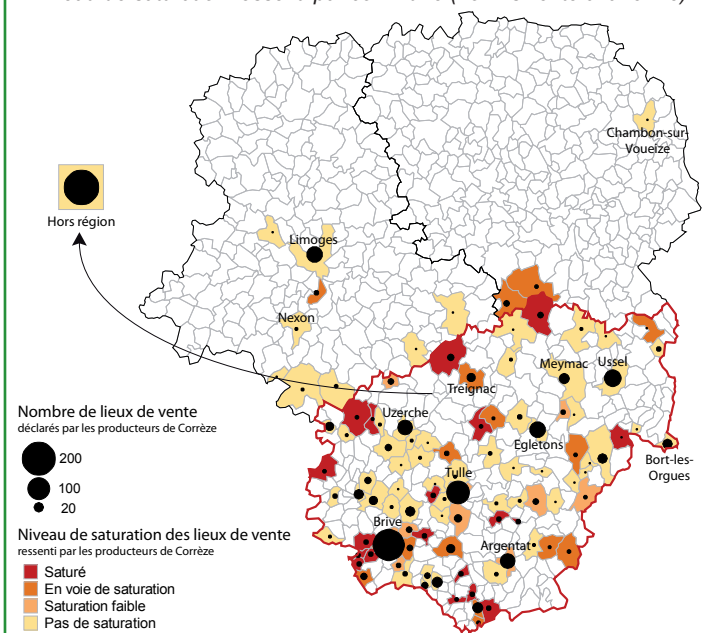 Chambon-sur-
Voueize
Hors région
Limoges
Nexon
Meymac
Ussel
Treignac
Uzerche
Egletons
Bort-les-
Orgues
Tulle
Brive
Argentat
Nombre de lieux de vente
déclarés par les producteurs de Corrèze
200
100
20
Niveau de saturation des lieux de vente
ressenti par les producteurs de Corrèze
Saturé
En voie de saturation
Saturation faible
Pas de saturation